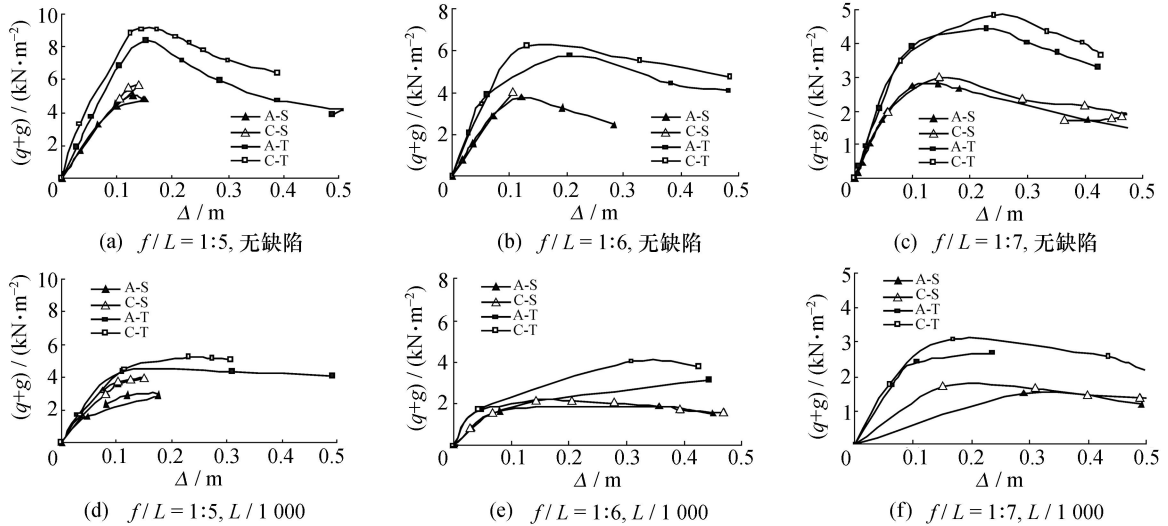 (q+g) / (kN·m⁻²)
10
8
6
4
2
0
0.1
0.2
0.3
0.4
0.5
A-S
C-S
A-T
C-T
Δ / m
(a) f / L = 1:5, 无缺陷
(q+g) / (kN·m⁻²)
8
6
4
2
0
0.1
0.2
0.3
0.4
0.5
A-S
C-S
A-T
C-T
Δ / m
(b) f / L = 1:6, 无缺陷
(q+g) / (kN·m⁻²)
5
4
3
2
1
0
0.1
0.2
0.3
0.4
0.5
A-S
C-S
A-T
C-T
Δ / m
(c) f / L = 1:7, 无缺陷
(q+g) / (kN·m⁻²)
10
8
6
4
2
0
0.1
0.2
0.3
0.4
0.5
A-S
C-S
A-T
C-T
Δ / m
(d) f / L = 1:5, L / 1 000
(q+g) / (kN·m⁻²)
8
6
4
2
0
0.1
0.2
0.3
0.4
0.5
A-S
C-S
A-T
C-T
Δ / m
(e) f / L = 1:6, L / 1 000
(q+g) / (kN·m⁻²)
5
4
3
2
1
0
0.1
0.2
0.3
0.4
0.5
A-S
C-S
A-T
C-T
Δ / m
(f) f / L = 1:7, L / 1 000